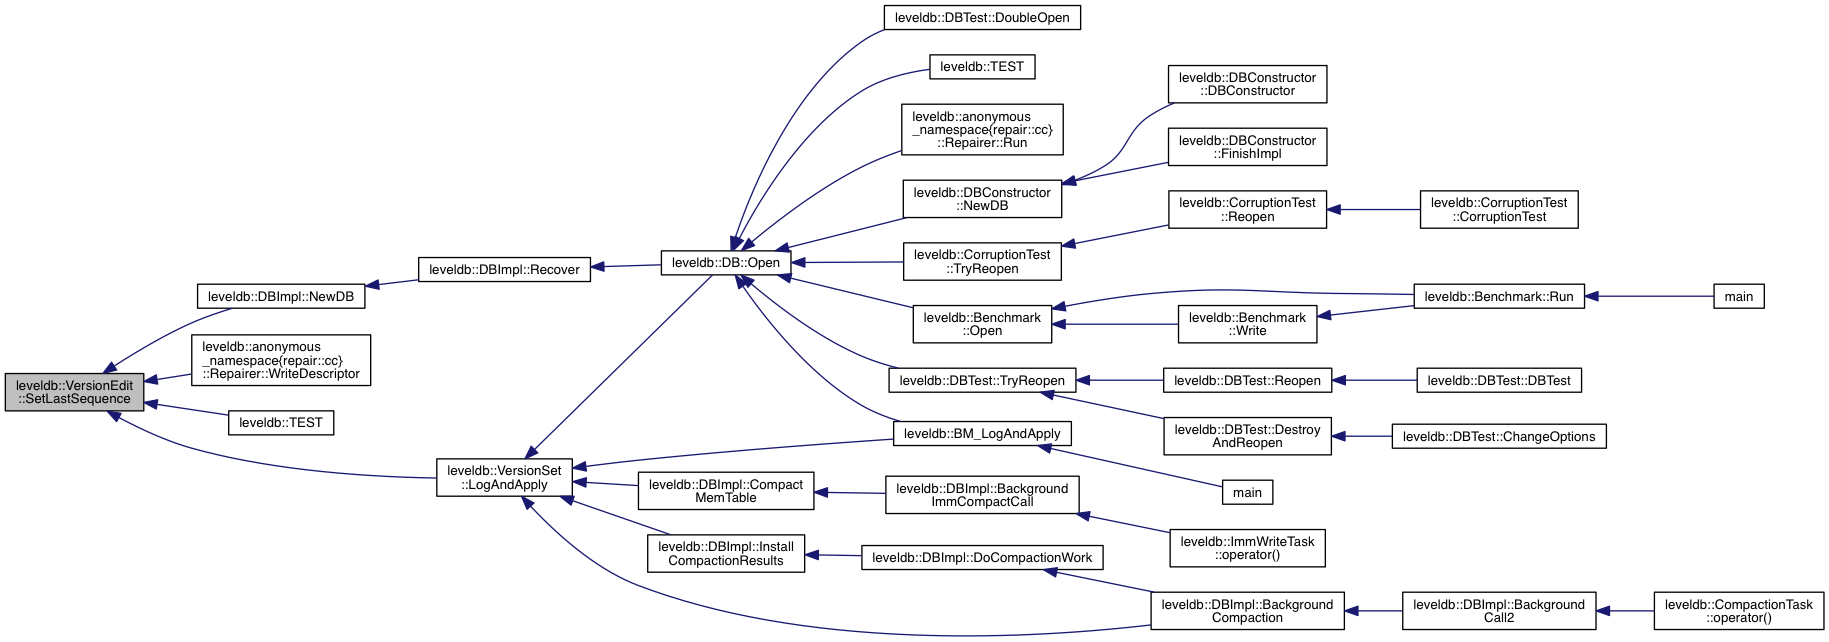 leveldb::DBTest::DoubleOpen
leveldb::TEST
leveldb::DBConstructor
::DBConstructor
leveldb::anonymous
_namespace{repair::cc}
::Repairer::Run
leveldb::DBConstructor
::FinishImpl
leveldb::DBConstructor
::NewDB
leveldb::CorruptionTest
::Reopen
leveldb::CorruptionTest
::CorruptionTest
leveldb::DB::Open
leveldb::CorruptionTest
::TryReopen
leveldb::DBImpl::Recover
leveldb::DBImpl::NewDB
leveldb::Benchmark
::Open
leveldb::Benchmark
::Write
leveldb::Benchmark::Run
main
leveldb::anonymous
_namespace{repair::cc}
::Repairer::WriteDescriptor
leveldb::VersionEdit
::SetLastSequence
leveldb::DBTest::TryReopen
leveldb::DBTest::Reopen
leveldb::DBTest::DBTest
leveldb::TEST
leveldb::BM_LogAndApply
leveldb::DBTest::Destroy
AndReopen
leveldb::DBTest::ChangeOptions
leveldb::VersionSet
::LogAndApply
leveldb::DBImpl::Compact
MemTable
leveldb::DBImpl::Background
ImmCompactCall
main
leveldb::DBImpl::Install
CompactionResults
leveldb::DBImpl::DoCompactionWork
leveldb::ImmWriteTask
::operator()
leveldb::DBImpl::Background
Compaction
leveldb::DBImpl::Background
Call2
leveldb::CompactionTask
::operator()